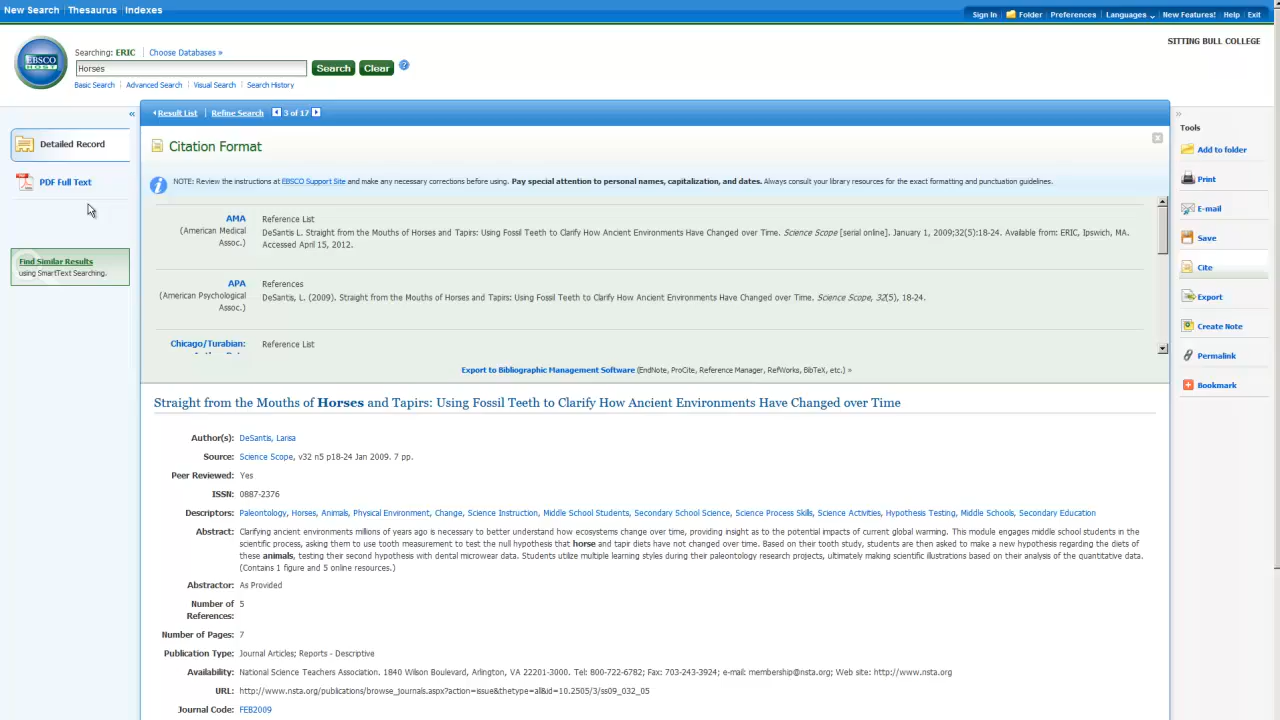 New Search | Thesaurus | Indexes
Sign In | Folder | Preferences | Languages | New Features! | Help | Exit
SITTING BULL COLLEGE
EBSCO HOST
Searching: ERIC | Choose Databases »
Horses
Search Clear ?
Basic Search | Advanced Search | Visual Search | Search History
«
Detailed Record
PDF Full Text
Find Similar Results
using SmartText Searching.
Result List | Refine Search 3 of 17
Citation Format
NOTE: Review the instructions at EBSCO Support Site and make any necessary corrections before using. Pay special attention to personal names, capitalization, and dates. Always consult your library resources for the exact formatting and punctuation guidelines.
AMA
(American Medical
Assoc.)
Reference List
DeSantis L. Straight from the Mouths of Horses and Tapirs: Using Fossil Teeth to Clarify How Ancient Environments Have Changed over Time. Science Scope [serial online]. January 1, 2009;32(5):18-24. Available from: ERIC, Ipswich, MA.
Accessed April 15, 2012.
APA
(American Psychological
Assoc.)
References
DeSantis, L. (2009). Straight from the Mouths of Horses and Tapirs: Using Fossil Teeth to Clarify How Ancient Environments Have Changed over Time. Science Scope, 32(5), 18-24.
Chicago/Turabian:
Reference List
Export to Bibliographic Management Software (EndNote, ProCite, Reference Manager, RefWorks, BibTeX, etc.) »
Straight from the Mouths of Horses and Tapirs: Using Fossil Teeth to Clarify How Ancient Environments Have Changed over Time
Author(s): DeSantis, Larisa
Source: Science Scope, v32 n5 p18-24 Jan 2009. 7 pp.
Peer Reviewed: Yes
ISSN: 0887-2376
Descriptors: Paleontology, Horses, Animals, Physical Environment, Change, Science Instruction, Middle School Students, Secondary School Science, Science Process Skills, Science Activities, Hypothesis Testing, Middle Schools, Secondary Education
Abstract: Clarifying ancient environments millions of years ago is necessary to better understand how ecosystems change over time, providing insight as to the potential impacts of current global warming. This module engages middle school students in the
scientific process, asking them to use tooth measurement to test the null hypothesis that horse and tapir diets have not changed over time. Based on their tooth study, students are then asked to make a new hypothesis regarding the diets of
these animals, testing their second hypothesis with dental microwear data. Students utilize multiple learning styles during their paleontology research projects, ultimately making scientific illustrations based on their analysis of the quantitative data.
(Contains 1 figure and 5 online resources.)
Abstractor: As Provided
Number of 5
References:
Number of Pages: 7
Publication Type: Journal Articles; Reports - Descriptive
Availability: National Science Teachers Association. 1840 Wilson Boulevard, Arlington, VA 22201-3000. Tel: 800-722-6782; Fax: 703-243-3924; e-mail: membership@nsta.org; Web site: http://www.nsta.org
URL: http://www.nsta.org/publications/browse_journals.aspx?action=issue&thetype=all&id=10.2505/3/ss09_032_05
Journal Code: FEB2009
»
Tools
Add to folder
Print
E-mail
Save
Cite
Export
Create Note
Permalink
Bookmark